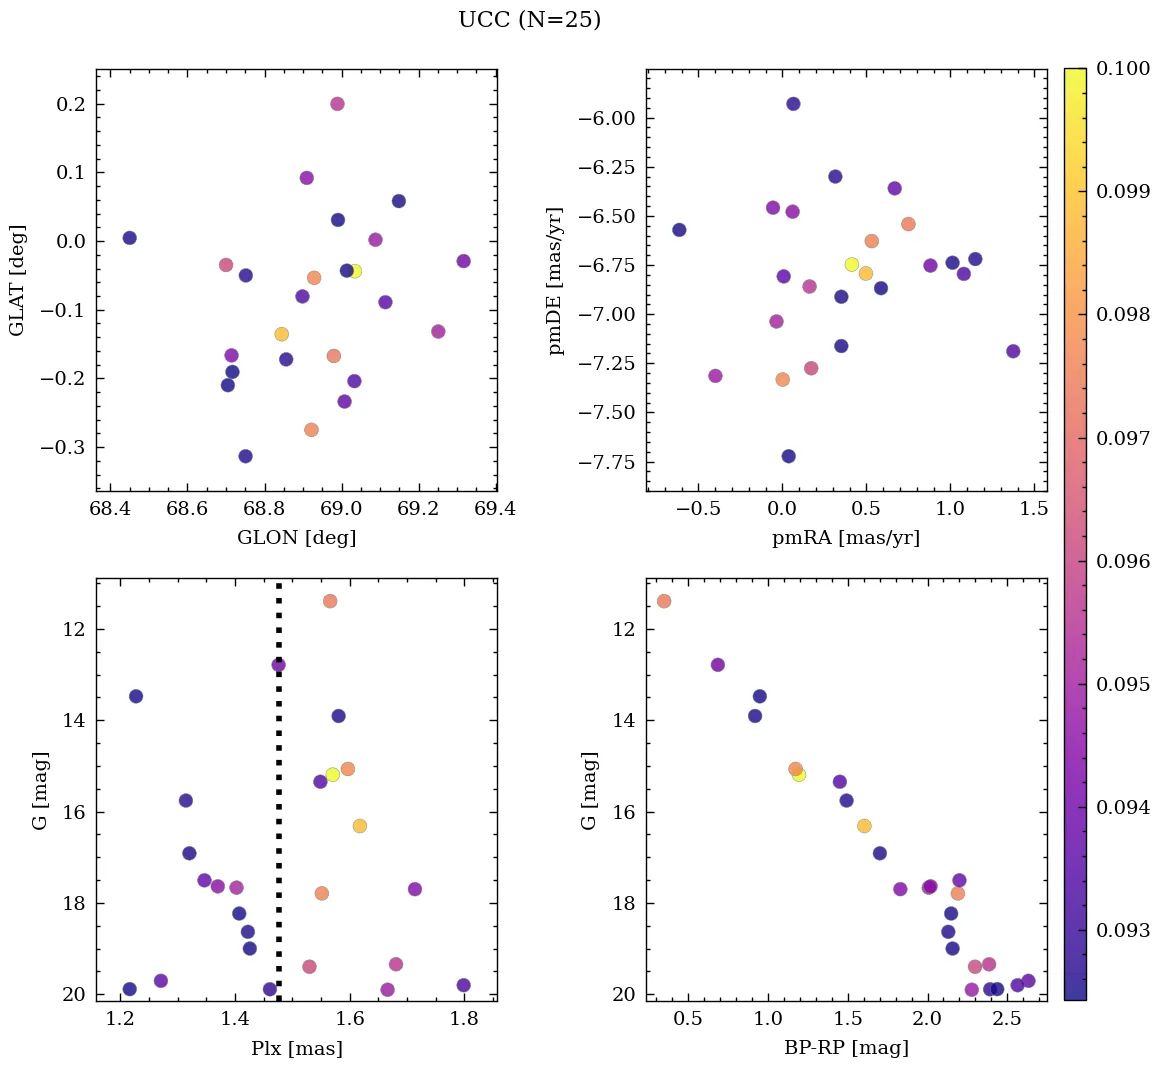 UCC (N=25)
0.2
0.1
0.0
−0.1
−0.2
−0.3
GLAT [deg]
68.4 68.6 68.8 69.0 69.2 69.4
GLON [deg]
−6.00
−6.25
−6.50
−6.75
−7.00
−7.25
−7.50
−7.75
pmDE [mas/yr]
−0.5 0.0 0.5 1.0 1.5
pmRA [mas/yr]
12
14
16
18
20
G [mag]
1.2 1.4 1.6 1.8
Plx [mas]
12
14
16
18
20
G [mag]
0.5 1.0 1.5 2.0 2.5
BP-RP [mag]
0.100
0.099
0.098
0.097
0.096
0.095
0.094
0.093